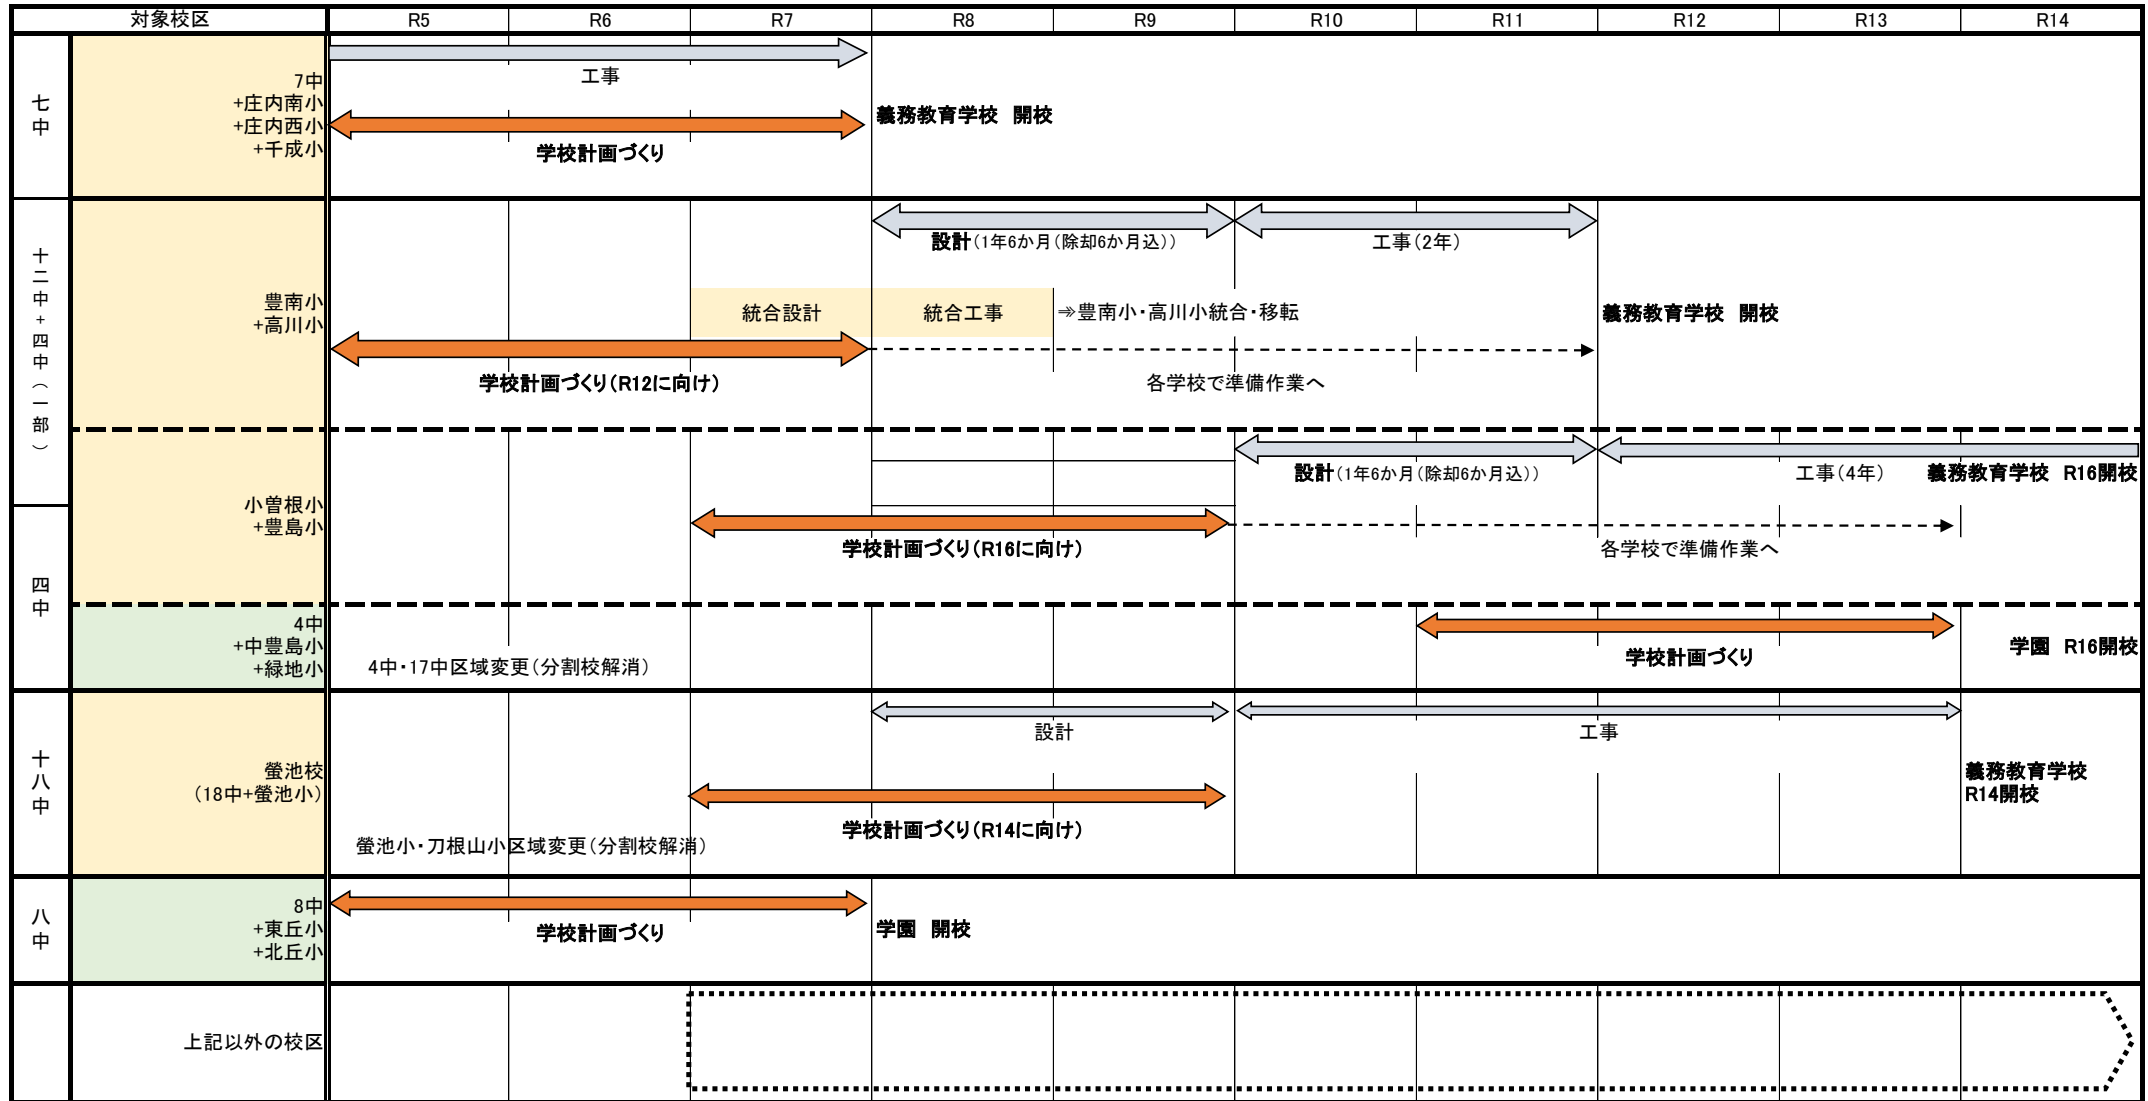 対象校区 R5 R6 R7 R8 R9 R10 R11 R12 R13 R14
七中
7中
+庄内南小
+庄内西小
+千成小
工事
学校計画づくり
義務教育学校 開校
十二中+四中(一部)
豊南小
+高川小
設計(1年6か月(除却6か月込))
工事(2年)
統合設計
統合工事
⇒豊南小・高川小統合・移転
義務教育学校 開校
学校計画づくり(R12に向け)
各学校で準備作業へ
小曽根小
+豊島小
設計(1年6か月(除却6か月込))
工事(4年)
義務教育学校 R16開校
学校計画づくり(R16に向け)
各学校で準備作業へ
四中
4中
+中豊島小
+緑地小
4中・17中区域変更(分割校解消)
学校計画づくり
学園 R16開校
十八中
螢池校
(18中+螢池小)
設計
工事
学校計画づくり(R14に向け)
螢池小・刀根山小区域変更(分割校解消)
義務教育学校
R14開校
八中
8中
+東丘小
+北丘小
学校計画づくり
学園 開校
上記以外の校区